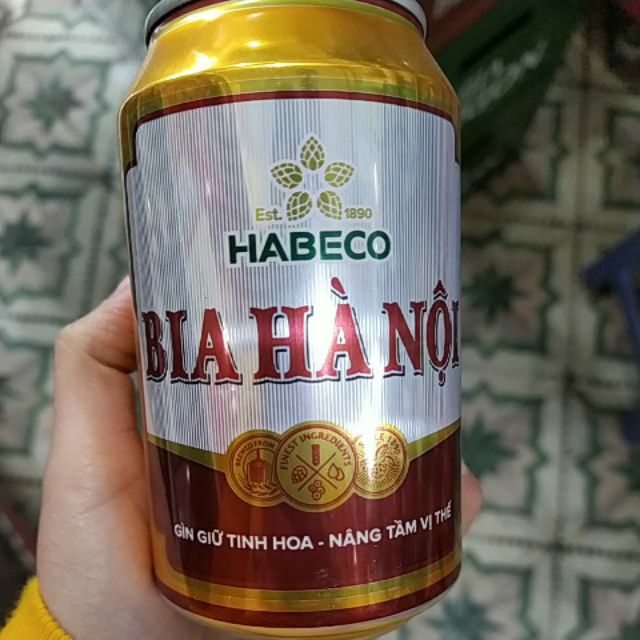 Est. 1890
HABECO
BIA HÀ NỘI
FINEST INGREDIENTS
GÌN GIỮ TINH HOA - NÂNG TẦM VỊ THẾ